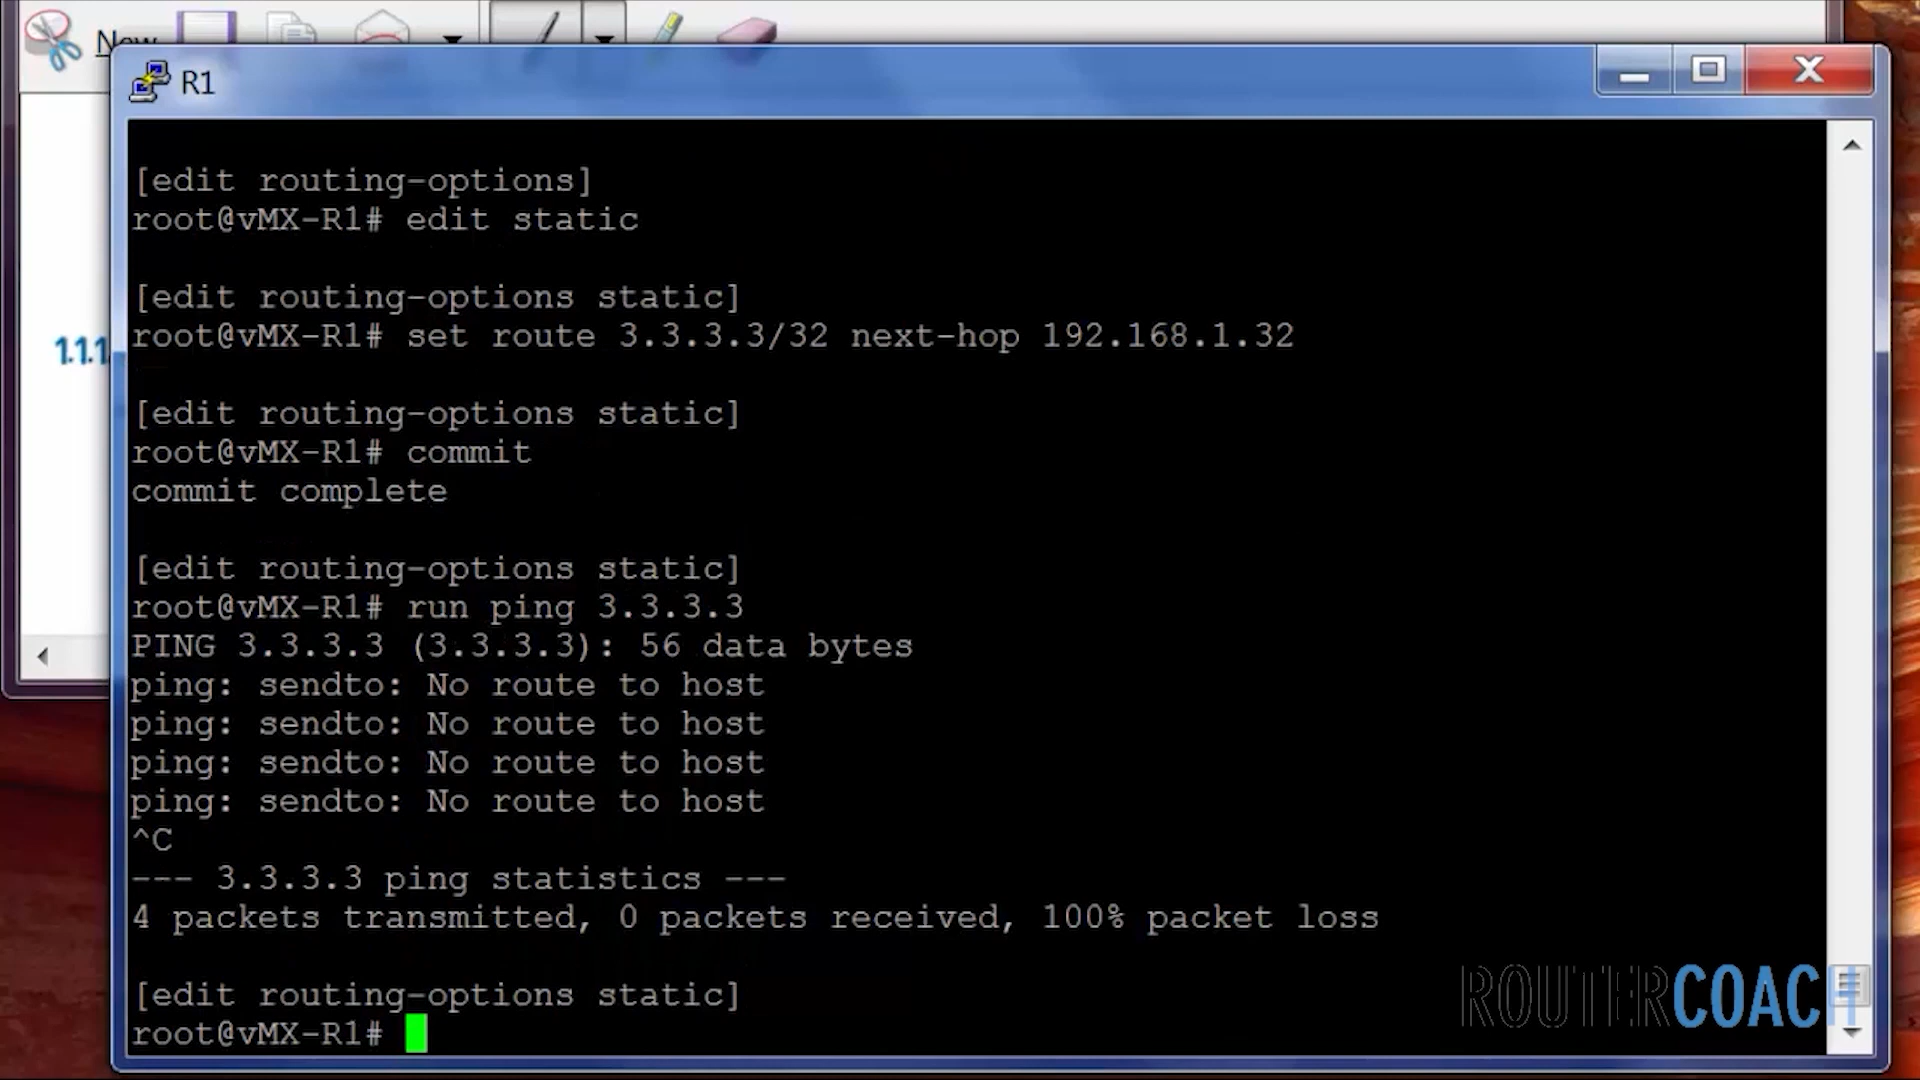 New
R1
1.1.1
[edit routing-options]
root@vMX-R1# edit static
[edit routing-options static]
root@vMX-R1# set route 3.3.3.3/32 next-hop 192.168.1.32
[edit routing-options static]
root@vMX-R1# commit
commit complete
[edit routing-options static]
root@vMX-R1# run ping 3.3.3.3
PING 3.3.3.3 (3.3.3.3): 56 data bytes
ping: sendto: No route to host
ping: sendto: No route to host
ping: sendto: No route to host
ping: sendto: No route to host
^C
--- 3.3.3.3 ping statistics ---
4 packets transmitted, 0 packets received, 100% packet loss
[edit routing-options static]
root@vMX-R1#
ROUTERCOACH